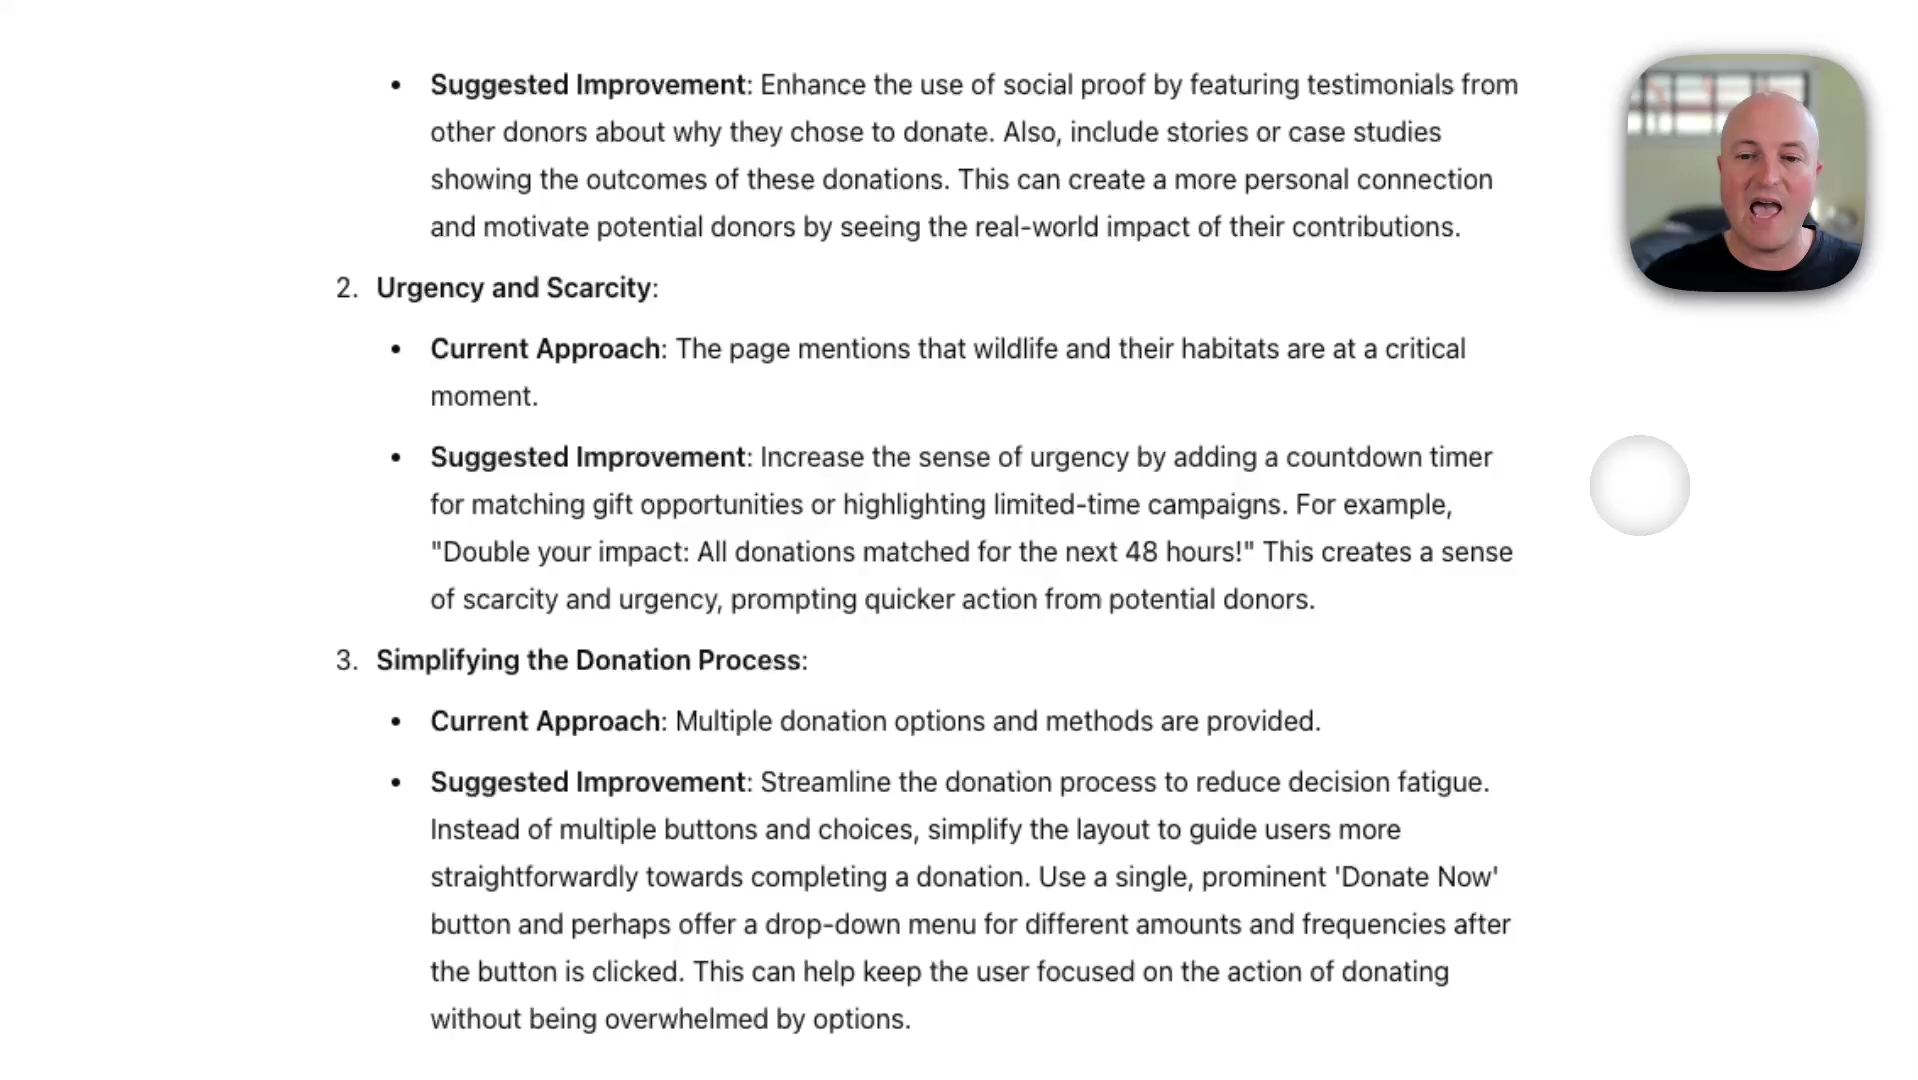 • Suggested Improvement: Enhance the use of social proof by featuring testimonials from
other donors about why they chose to donate. Also, include stories or case studies
showing the outcomes of these donations. This can create a more personal connection
and motivate potential donors by seeing the real-world impact of their contributions.
2. Urgency and Scarcity:
• Current Approach: The page mentions that wildlife and their habitats are at a critical
moment.
• Suggested Improvement: Increase the sense of urgency by adding a countdown timer
for matching gift opportunities or highlighting limited-time campaigns. For example,
"Double your impact: All donations matched for the next 48 hours!" This creates a sense
of scarcity and urgency, prompting quicker action from potential donors.
3. Simplifying the Donation Process:
• Current Approach: Multiple donation options and methods are provided.
• Suggested Improvement: Streamline the donation process to reduce decision fatigue.
Instead of multiple buttons and choices, simplify the layout to guide users more
straightforwardly towards completing a donation. Use a single, prominent 'Donate Now'
button and perhaps offer a drop-down menu for different amounts and frequencies after
the button is clicked. This can help keep the user focused on the action of donating
without being overwhelmed by options.